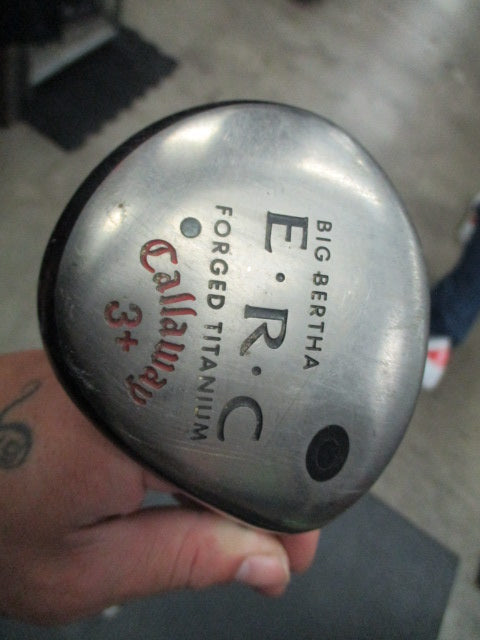 BIG BERTHA
E·R·C
FORGED TITANIUM
Callaway
3+